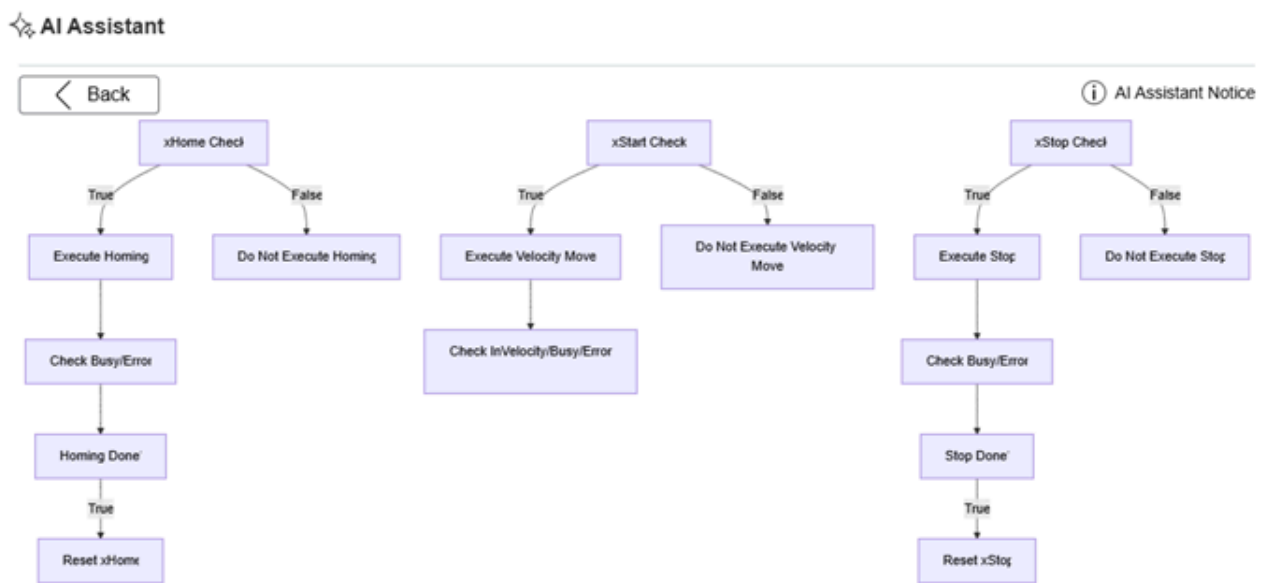 AI Assistant
Back
AI Assistant Notice
xHome Check
xStart Check
xStop Check
True
False
True
False
True
False
Execute Homing
Do Not Execute Homing
Execute Velocity Move
Do Not Execute Velocity
Move
Execute Stop
Do Not Execute Stop
Check Busy/Error
Check InVelocity/Busy/Error
Check Busy/Error
Homing Done?
Stop Done?
True
True
Reset xHome
Reset xStop